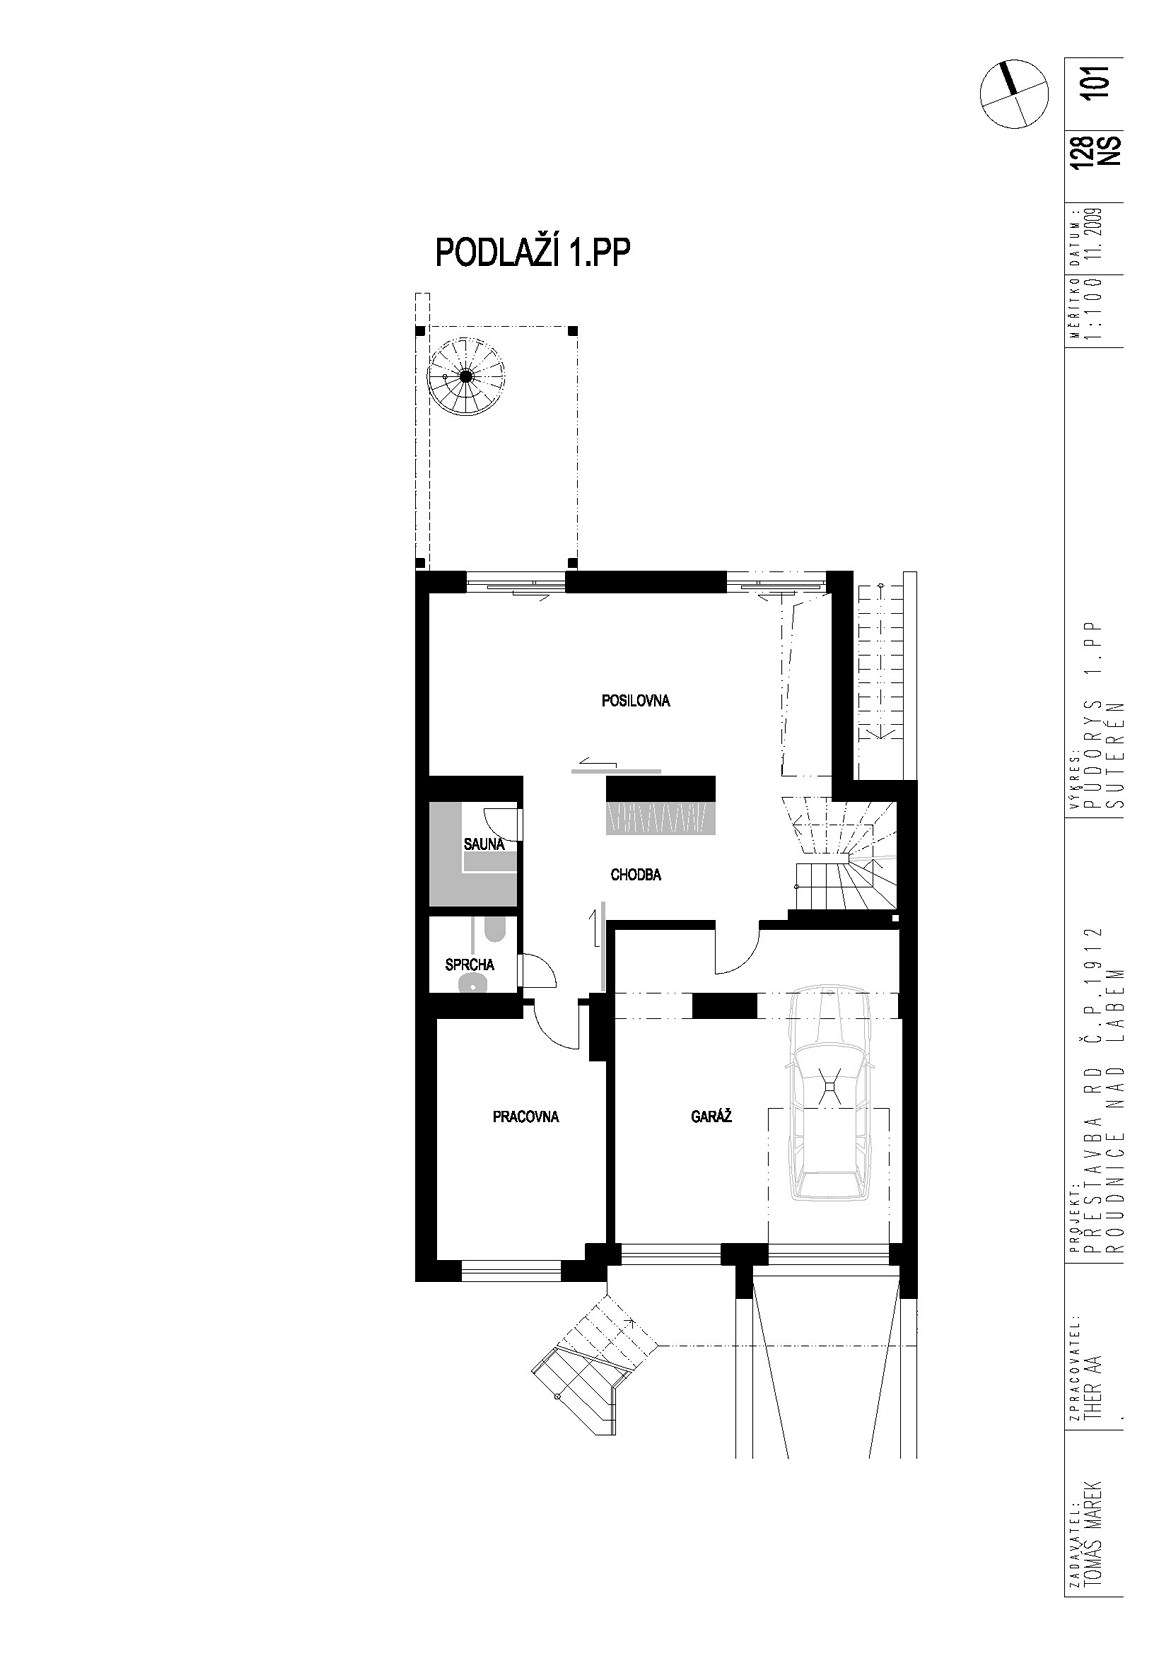 PODLAŽÍ 1.PP
POSILOVNA
SAUNA
CHODBA
SPRCHA
PRACOVNA
GARÁŽ
ZADAVATEL:
TOMÁŠ MAREK
ZPRACOVATEL:
THER AA
.
PROJEKT:
PŘESTAVBA RD Č.P.1912
ROUDNICE NAD LABEM
VÝKRES:
PŮDORYS 1.PP
SUTERÉN
MĚŘÍTKO
1:100
DATUM:
11. 2009
128
NS
101